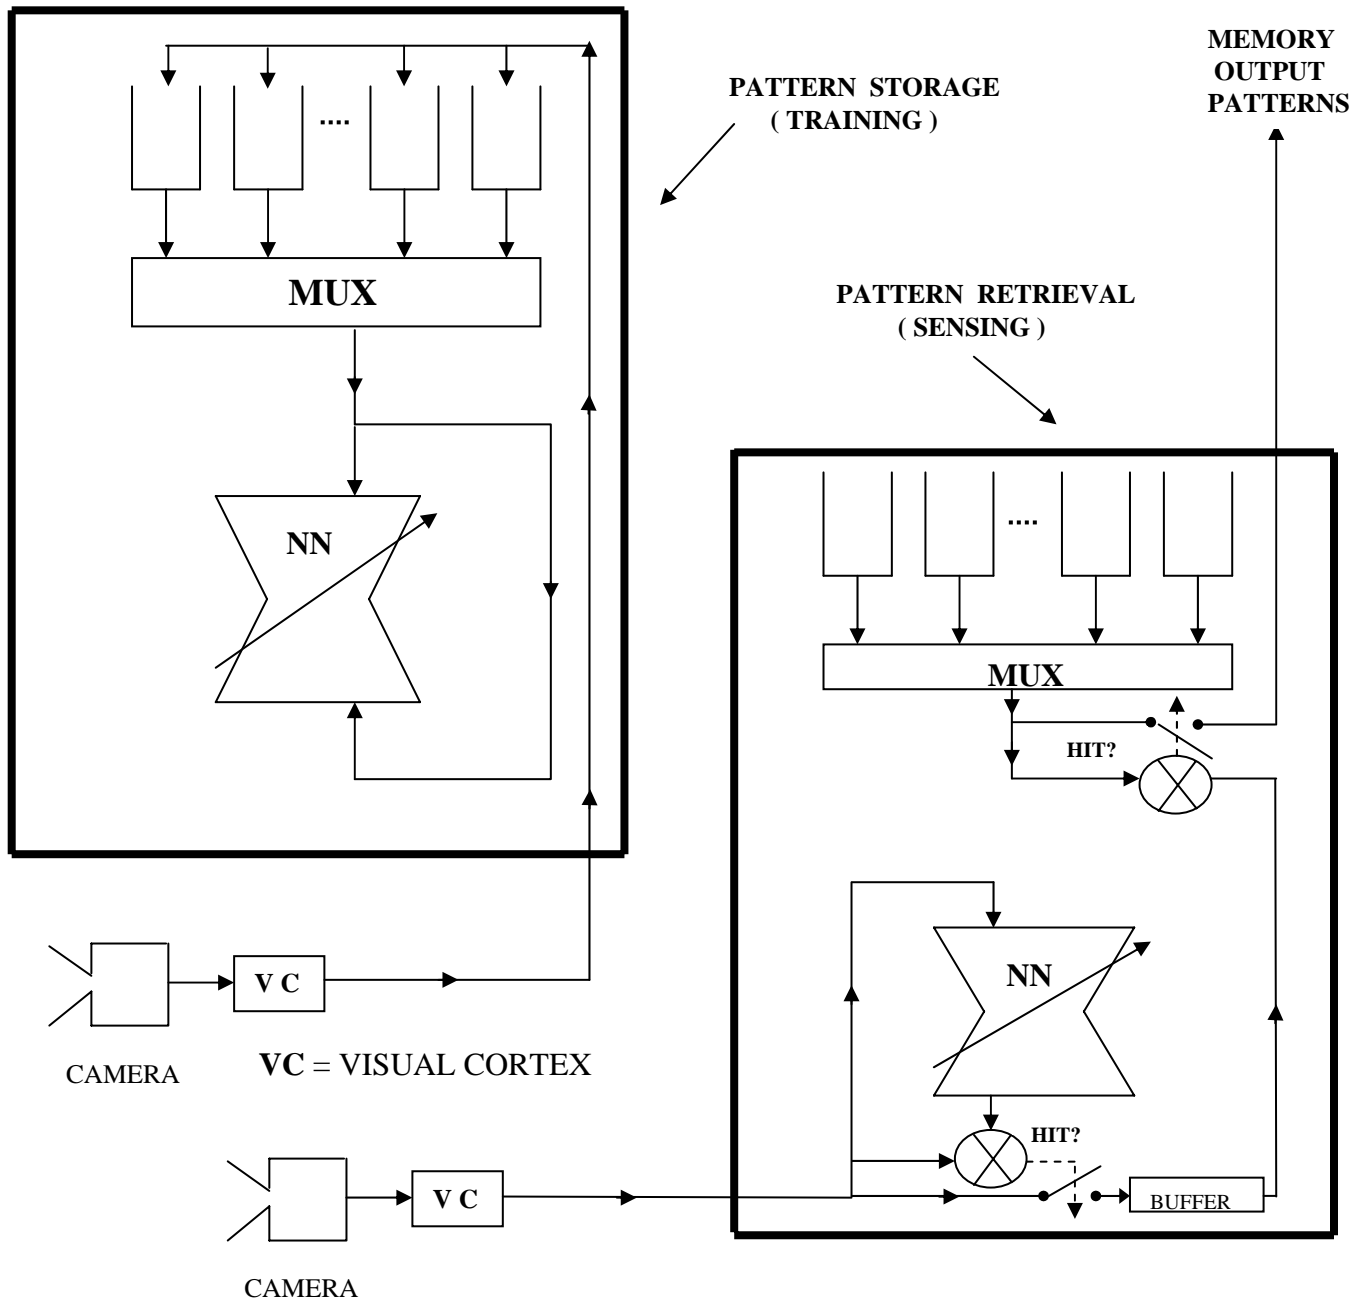 MEMORY
OUTPUT
PATTERNS
PATTERN STORAGE
( TRAINING )
....
MUX
NN
PATTERN RETRIEVAL
( SENSING )
....
MUX
HIT?
NN
HIT?
BUFFER
V C
CAMERA
VC = VISUAL CORTEX
V C
CAMERA